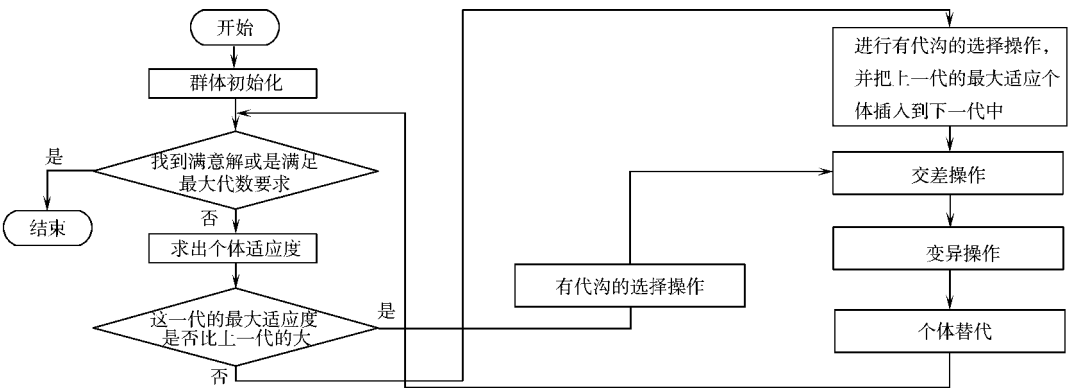 开始
群体初始化
找到满意解或是满足
最大代数要求
是
结束
否
求出个体适应度
这一代的最大适应度
是否比上一代的大
是
否
有代沟的选择操作
进行有代沟的选择操作，
并把上一代的最大适应个
体插入到下一代中
交差操作
变异操作
个体替代